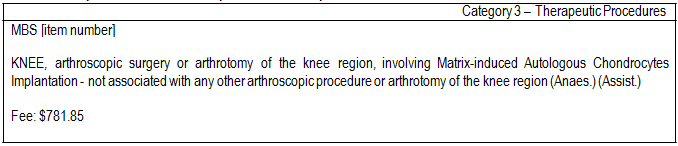 Category 3 – Therapeutic Procedures
MBS [item number]
KNEE, arthroscopic surgery or arthrotomy of the knee region, involving Matrix-induced Autologous Chondrocytes
Implantation - not associated with any other arthroscopic procedure or arthrotomy of the knee region (Anaes.) (Assist.)
Fee: $781.85